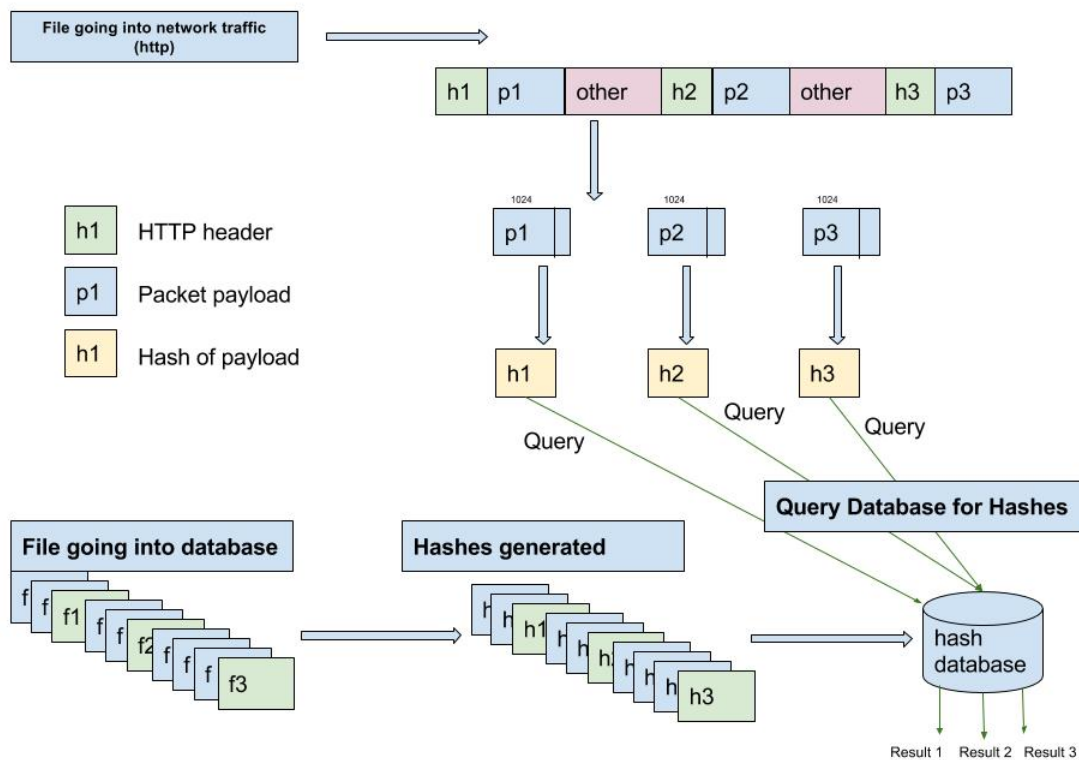 File going into network traffic
(http)
h1 p1 other h2 p2 other h3 p3
1024 1024 1024
p1 p2 p3
h1 HTTP header
p1 Packet payload
h1 Hash of payload
h1 h2 h3
Query
Query
Query
Query Database for Hashes
File going into database
Hashes generated
f
f
f1
f
f
f2
f
f
f
f3
h
h
h1
h
h
h2
h
h
h
h3
hash
database
Result 1 Result 2 Result 3